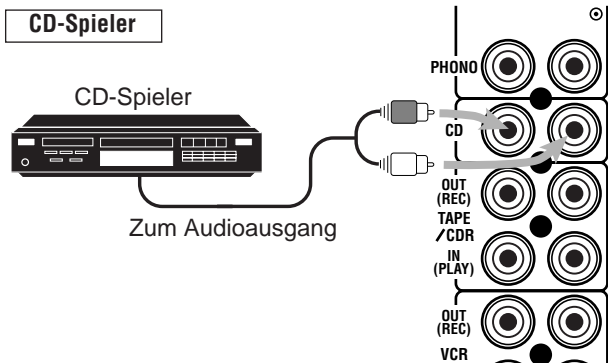 CD-Spieler
CD-Spieler
Zum Audioausgang
PHONO
CD
OUT
(REC)
TAPE
/CDR
IN
(PLAY)
OUT
(REC)
VCR